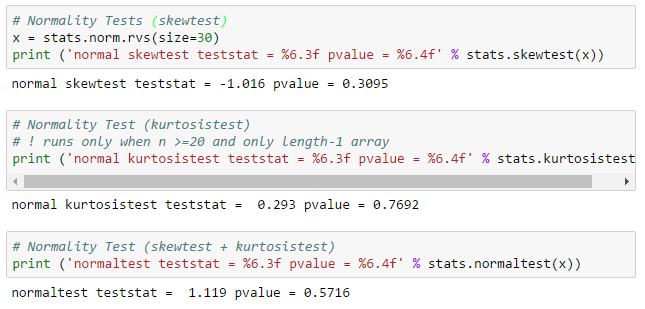 # Normality Tests (skewtest)
x = stats.norm.rvs(size=30)
print ('normal skewtest teststat = %6.3f pvalue = %6.4f' % stats.skewtest(x))
normal skewtest teststat = -1.016 pvalue = 0.3095
# Normality Test (kurtosistest)
# ! runs only when n >=20 and only length-1 array
print ('normal kurtosistest teststat = %6.3f pvalue = %6.4f' % stats.kurtosistest
normal kurtosistest teststat =  0.293 pvalue = 0.7692
# Normality Test (skewtest + kurtosistest)
print ('normaltest teststat = %6.3f pvalue = %6.4f' % stats.normaltest(x))
normaltest teststat =  1.119 pvalue = 0.5716